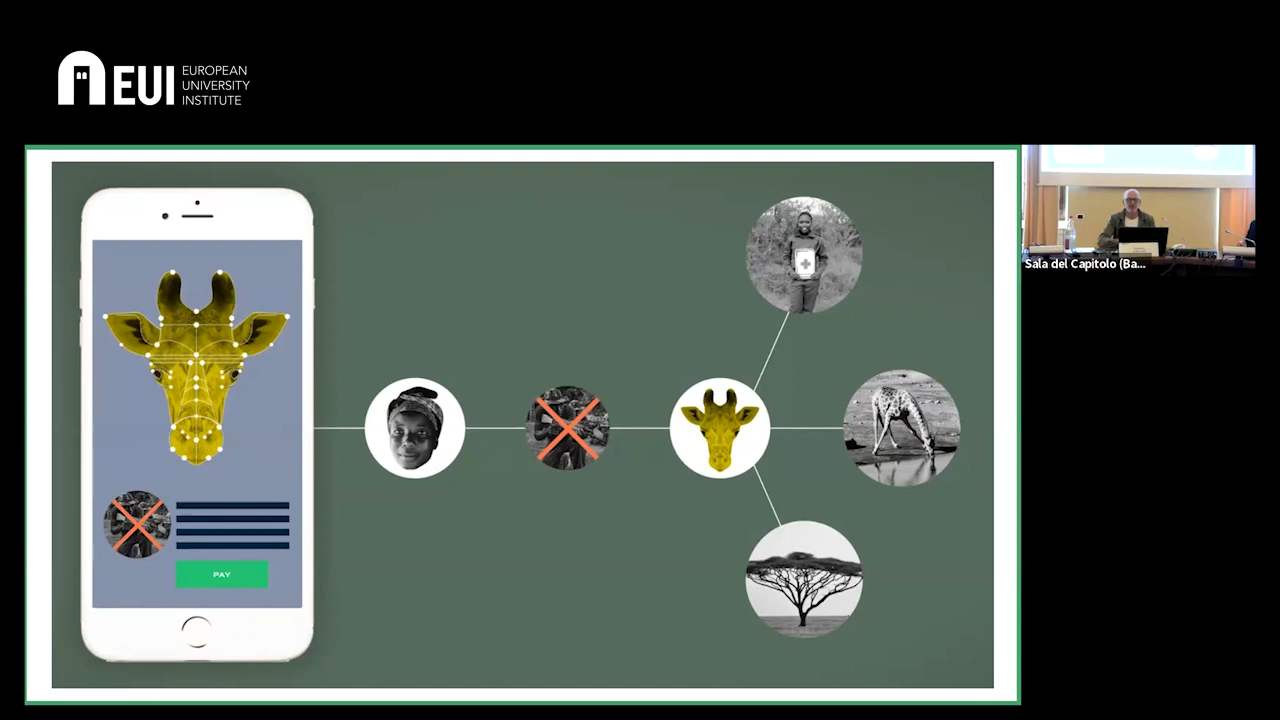 EUI
EUROPEAN
UNIVERSITY
INSTITUTE
PAY
Sala del Capitolo (Ba...